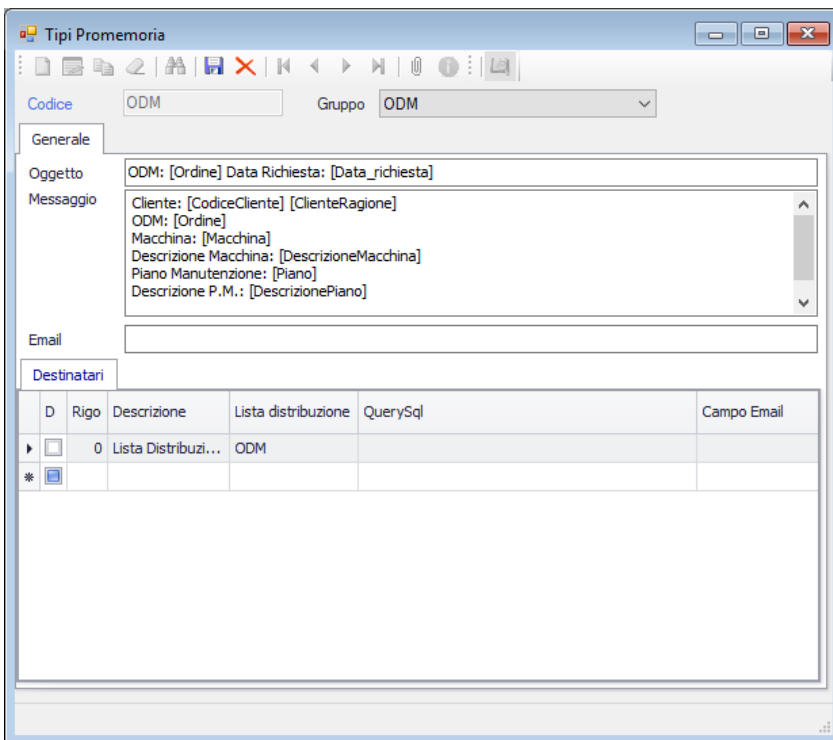 Tipi Promemoria
Codice ODM Gruppo ODM
Generale
Oggetto ODM: [Ordine] Data Richiesta: [Data_richiesta]
Messaggio Cliente: [CodiceCliente] [ClienteRagione]
ODM: [Ordine]
Macchina: [Macchina]
Descrizione Macchina: [DescrizioneMacchina]
Piano Manutenzione: [Piano]
Descrizione P.M.: [DescrizionePiano]
Email
Destinatari
D Rigo Descrizione Lista distribuzione QuerySql Campo Email
0 Lista Distribuzi... ODM